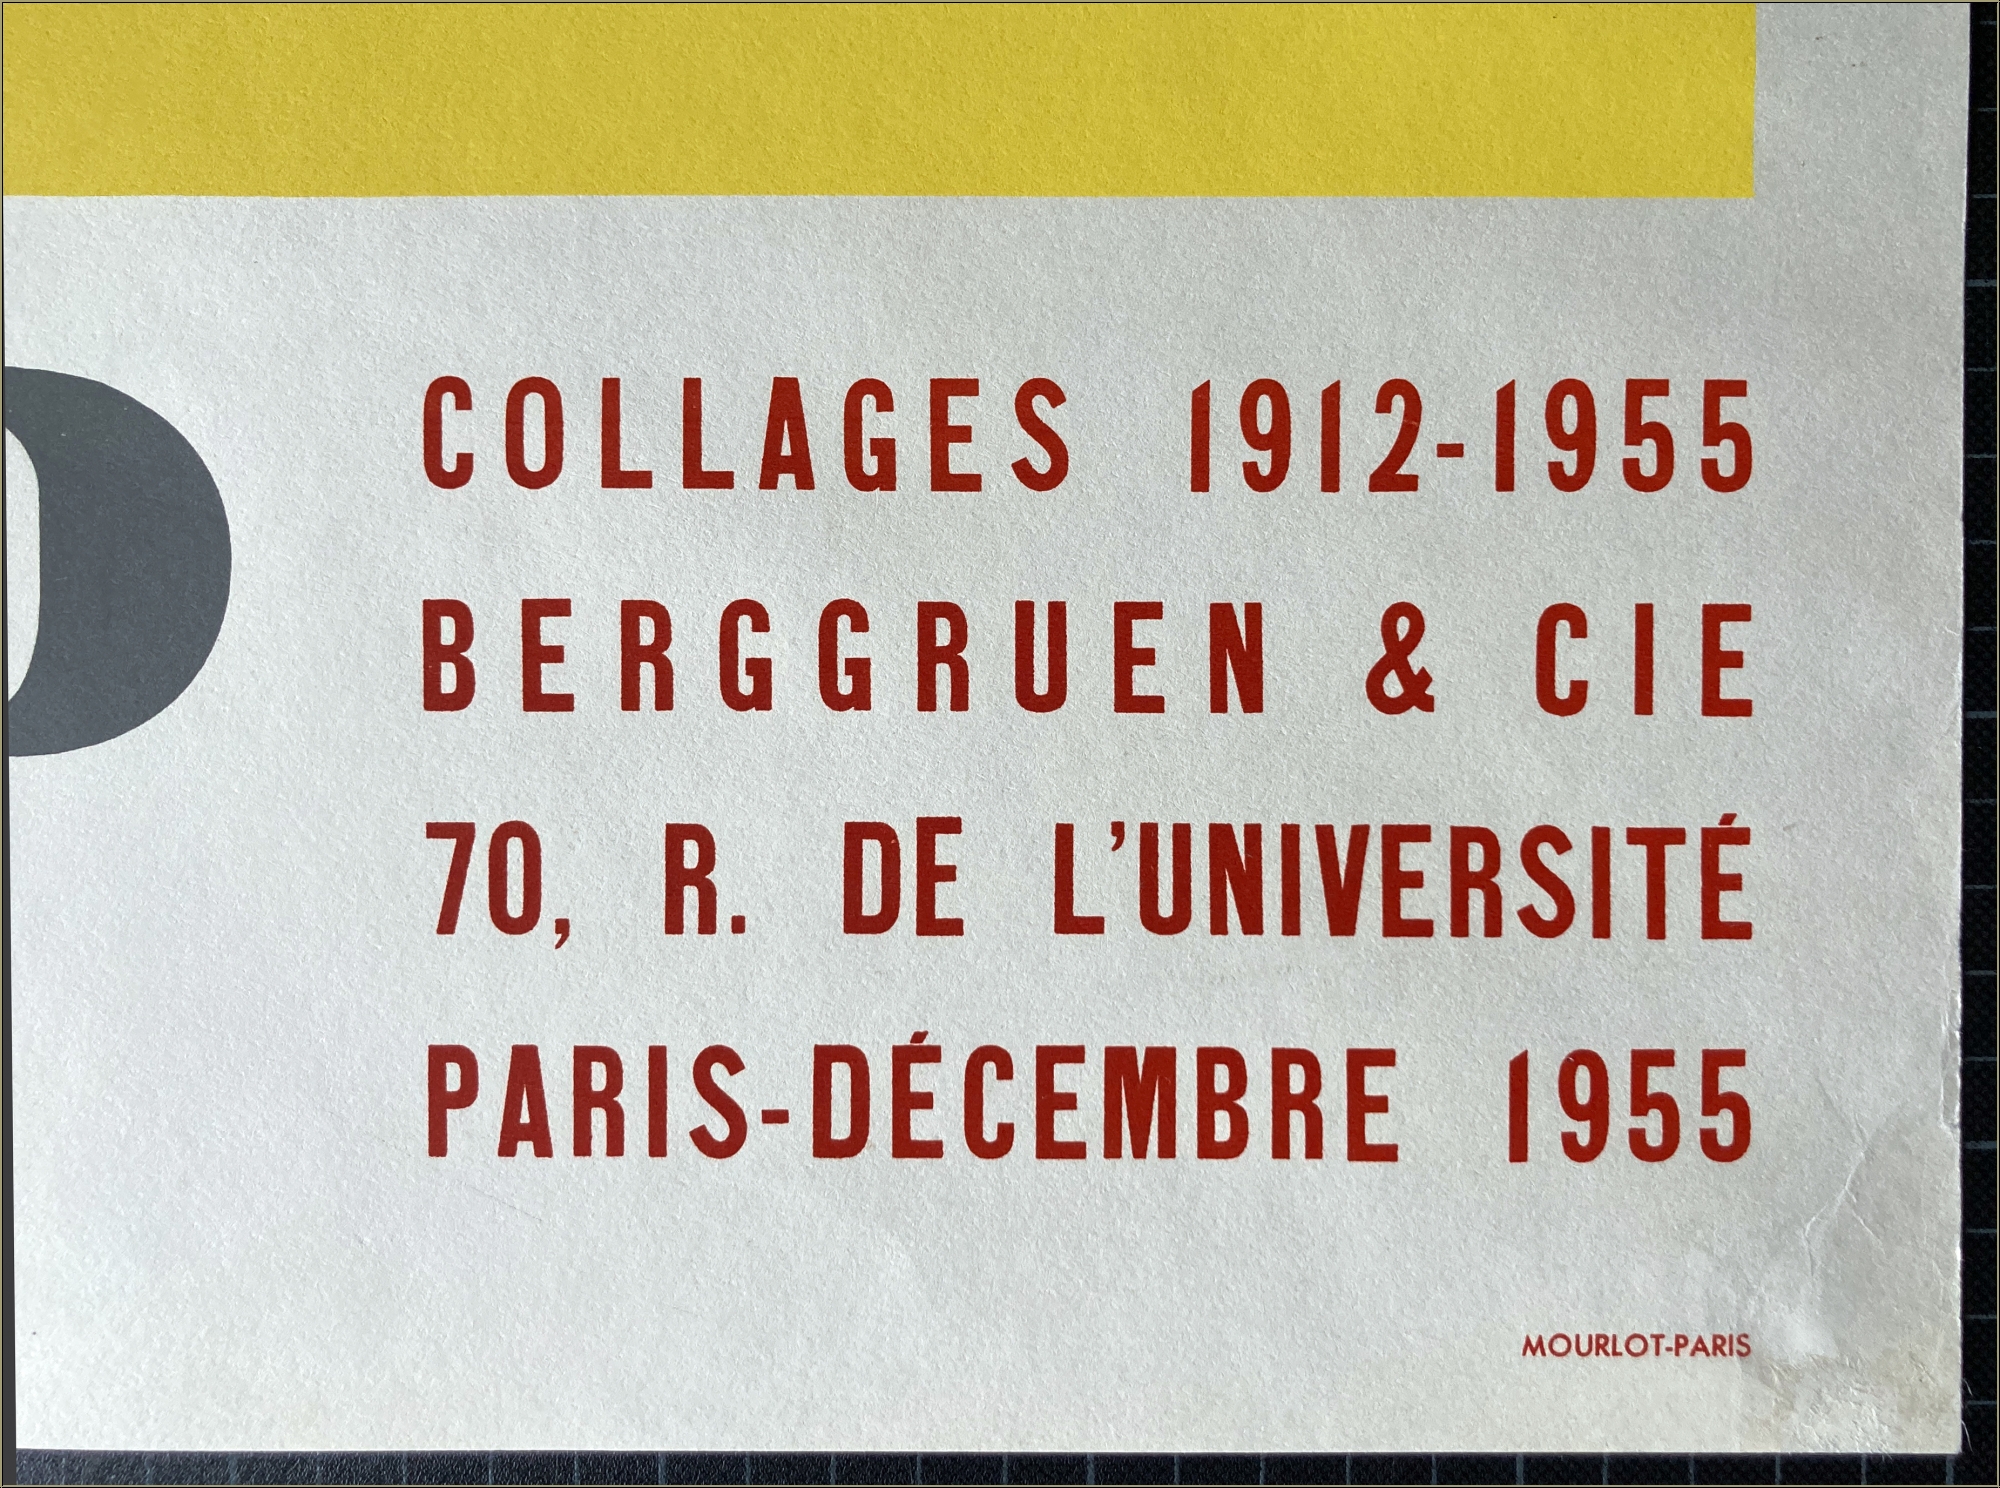 COLLAGES 1912-1955
BERGGRUEN & CIE
70, R. DE L'UNIVERSITÉ
PARIS-DÉCEMBRE 1955
MOURLOT-PARIS